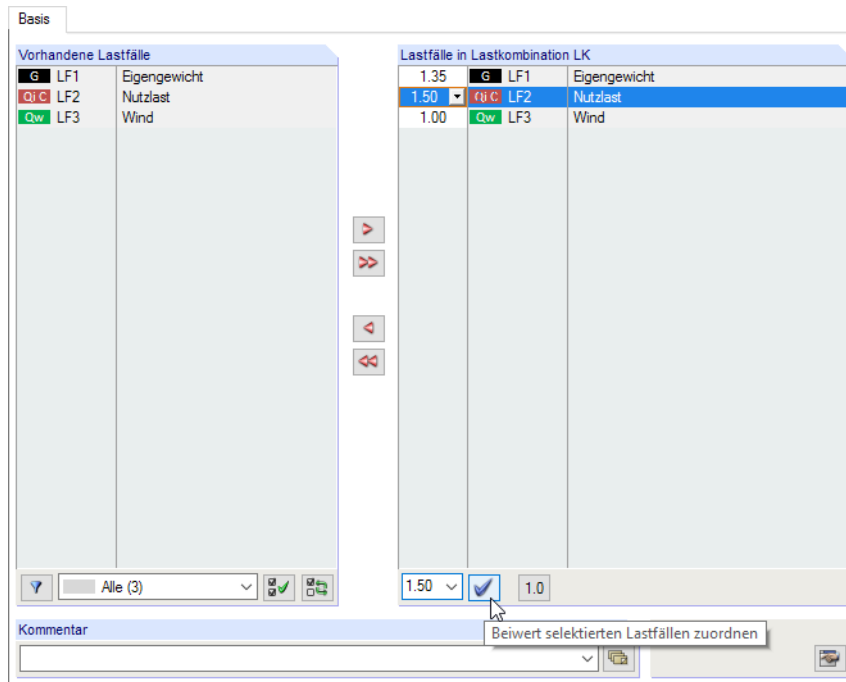 Basis
Vorhandene Lastfälle
G LF1 Eigengewicht
Qi C LF2 Nutzlast
Qw LF3 Wind
Lastfälle in Lastkombination LK
1.35 G LF1 Eigengewicht
1.50 Qi C LF2 Nutzlast
1.00 Qw LF3 Wind
Alle (3)
1.50 1.0
Beiwert selektierten Lastfällen zuordnen
Kommentar